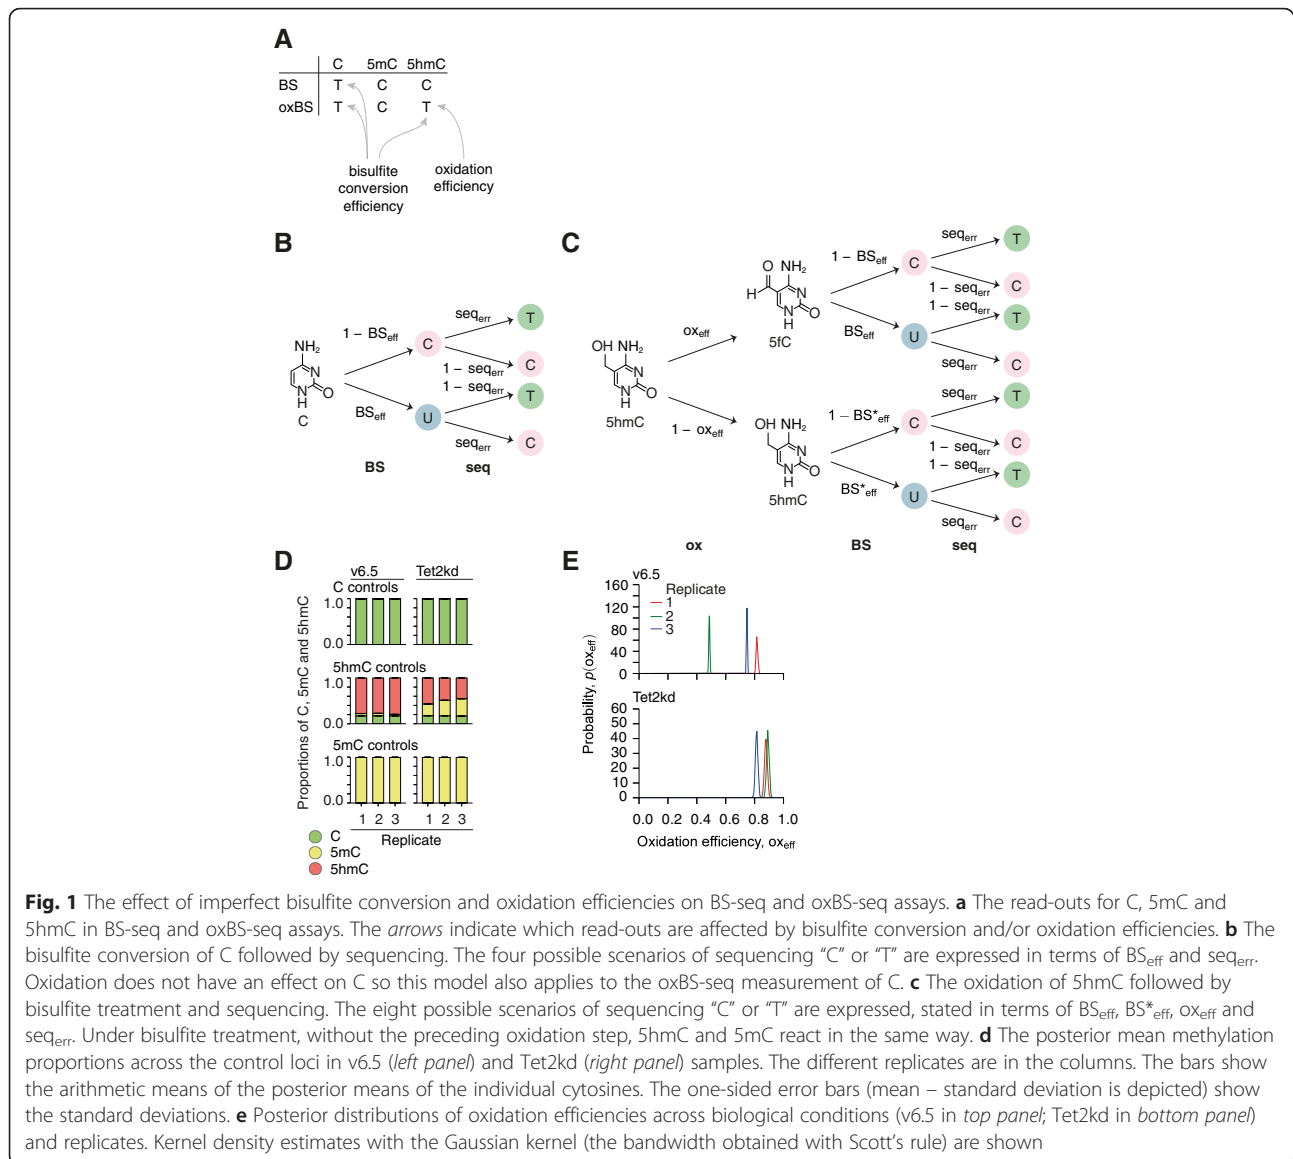 A
C 5mC 5hmC
BS T C C
oxBS T C T
bisulfite
conversion
efficiency
oxidation
efficiency
B
NH2
N
N
H
O
C
1 – BSeff
BSeff
C
U
seqerr
1 – seqerr
1 – seqerr
seqerr
T
C
T
C
BS seq
C
OH NH2
N
N
H
O
5hmC
oxeff
1 – oxeff
O
H
NH2
N
N
H
O
5fC
OH NH2
N
N
H
O
5hmC
1 – BSeff
BSeff
1 – BS*eff
BS*eff
C
U
C
U
seqerr
1 – seqerr
1 – seqerr
seqerr
seqerr
1 – seqerr
1 – seqerr
seqerr
T
C
T
C
T
C
T
C
ox BS seq
D
Proportions of C, 5mC and 5hmC
v6.5 Tet2kd
C controls
1.0
0.0
5hmC controls
1.0
0.0
5mC controls
1.0
0.0
1 2 3 1 2 3
Replicate
C
5mC
5hmC
E
Probability, p(oxeff)
v6.5
160
120
80
40
0
Replicate
1
2
3
Tet2kd
60
50
40
30
20
10
0
0.0 0.2 0.4 0.6 0.8 1.0
Oxidation efficiency, oxeff
Fig. 1 The effect of imperfect bisulfite conversion and oxidation efficiencies on BS-seq and oxBS-seq assays. a The read-outs for C, 5mC and
5hmC in BS-seq and oxBS-seq assays. The arrows indicate which read-outs are affected by bisulfite conversion and/or oxidation efficiencies. b The
bisulfite conversion of C followed by sequencing. The four possible scenarios of sequencing “C” or “T” are expressed in terms of BSeff and seqerr.
Oxidation does not have an effect on C so this model also applies to the oxBS-seq measurement of C. c The oxidation of 5hmC followed by
bisulfite treatment and sequencing. The eight possible scenarios of sequencing “C” or “T” are expressed, stated in terms of BSeff, BS*eff, oxeff and
seqerr. Under bisulfite treatment, without the preceding oxidation step, 5hmC and 5mC react in the same way. d The posterior mean methylation
proportions across the control loci in v6.5 (left panel) and Tet2kd (right panel) samples. The different replicates are in the columns. The bars show
the arithmetic means of the posterior means of the individual cytosines. The one-sided error bars (mean – standard deviation is depicted) show
the standard deviations. e Posterior distributions of oxidation efficiencies across biological conditions (v6.5 in top panel; Tet2kd in bottom panel)
and replicates. Kernel density estimates with the Gaussian kernel (the bandwidth obtained with Scott’s rule) are shown